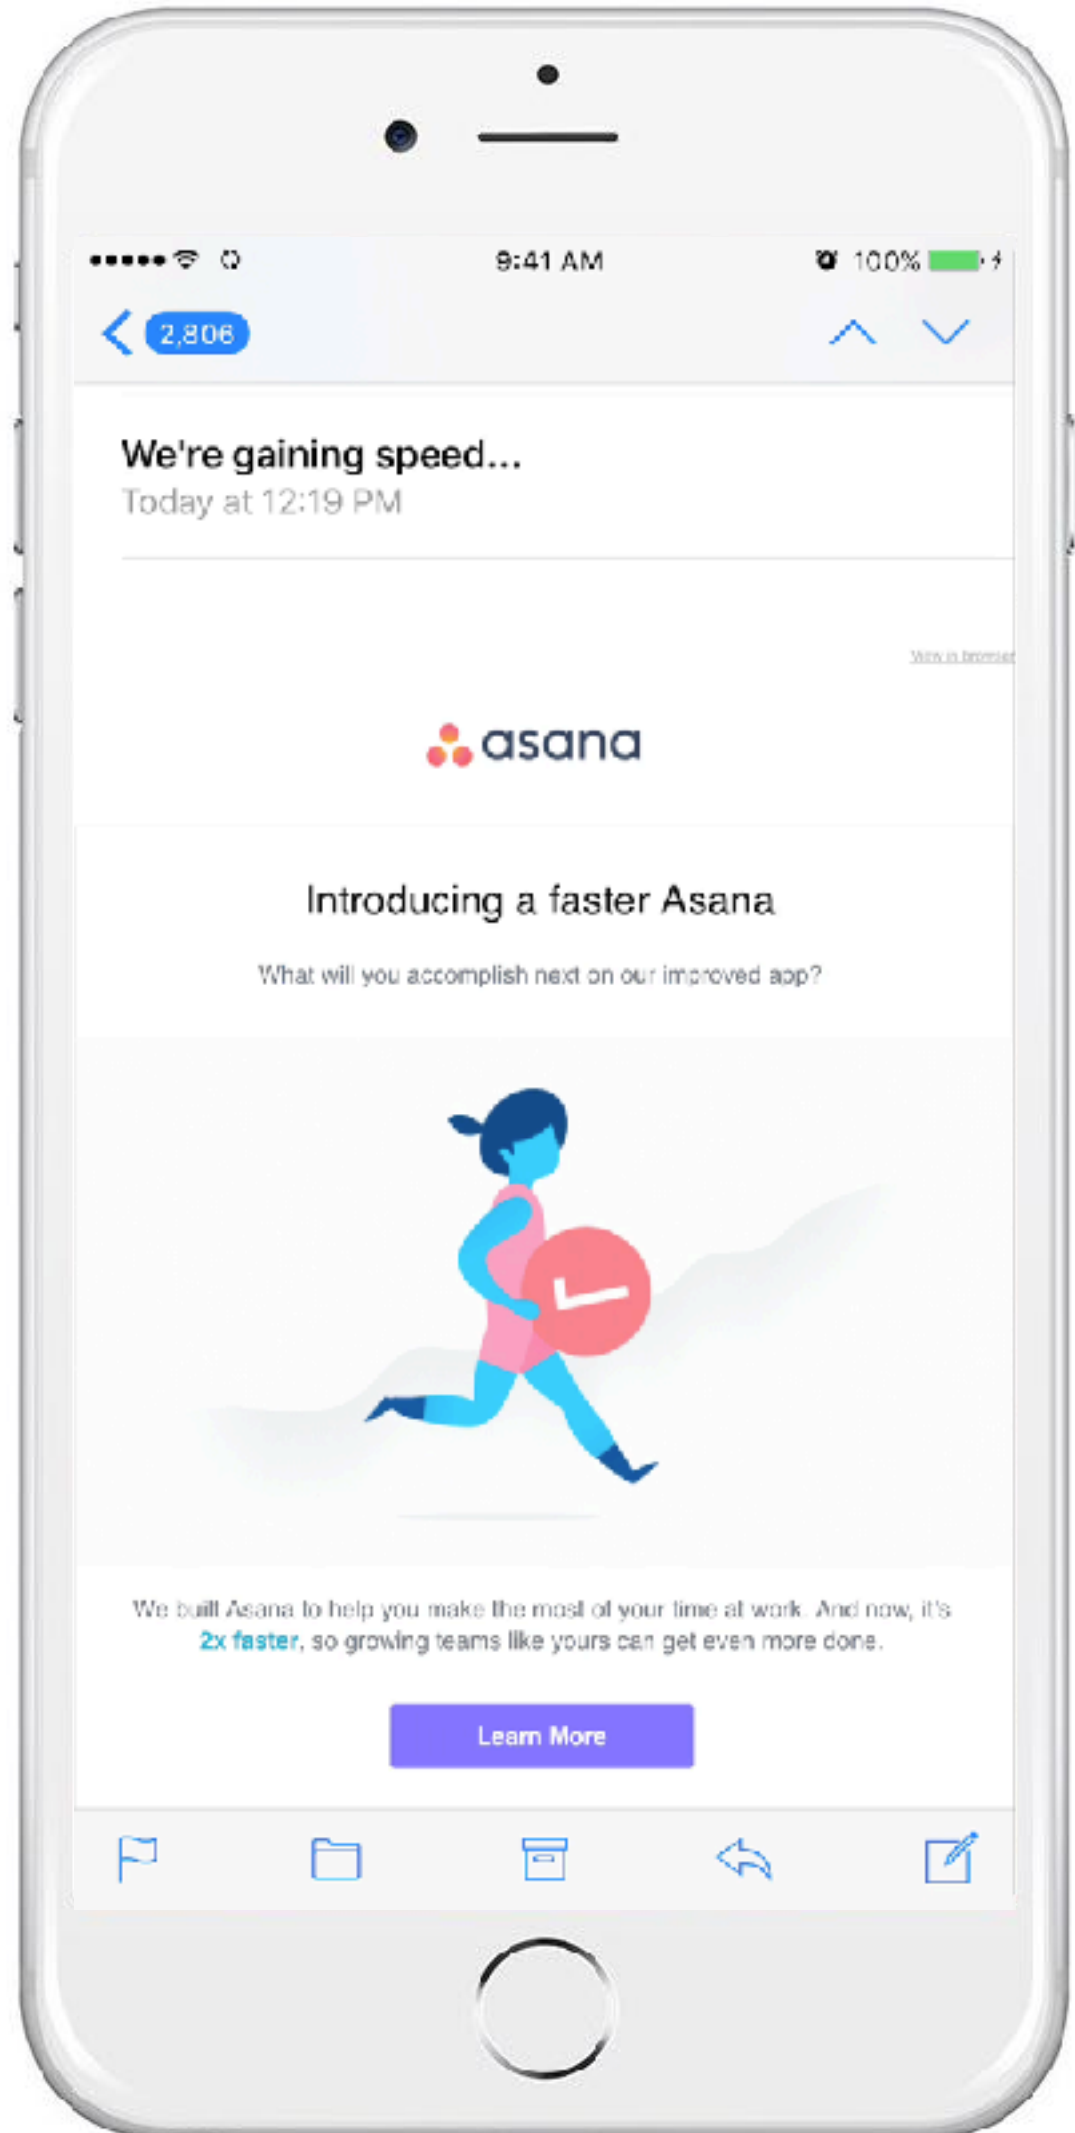 9:41 AM
100%
2,806
We're gaining speed...
Today at 12:19 PM
View in browser
asana
Introducing a faster Asana
What will you accomplish next on our improved app?
We built Asana to help you make the most of your time at work. And now, it's
2x faster, so growing teams like yours can get even more done.
Learn More